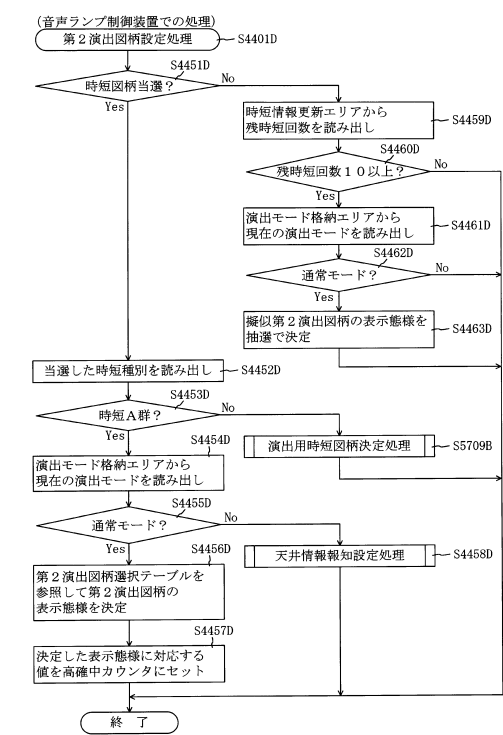 (音声ランプ制御装置での処理)
第2演出図柄設定処理
S4401D
S4451D
時短図柄当選?
No
Yes
時短情報更新エリアから
残時短回数を読み出し
S4459D
S4460D
残時短回数10以上?
No
Yes
演出モード格納エリアから
現在の演出モードを読み出し
S4461D
S4462D
通常モード?
No
Yes
擬似第2演出図柄の表示態様を
抽選で決定
S4463D
当選した時短種別を読み出し
S4452D
S4453D
時短A群?
No
Yes
演出用時短図柄決定処理
S5709B
S4454D
演出モード格納エリアから
現在の演出モードを読み出し
S4455D
通常モード?
No
Yes
天井情報報知設定処理
S4458D
S4456D
第2演出図柄選択テーブルを
参照して第2演出図柄の
表示態様を決定
S4457D
決定した表示態様に対応する
値を高確中カウンタにセット
終 了